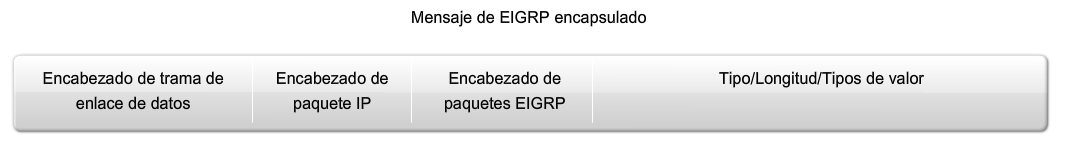 Mensaje de EIGRP encapsulado
Encabezado de trama de
enlace de datos
Encabezado de
paquete IP
Encabezado de
paquetes EIGRP
Tipo/Longitud/Tipos de valor